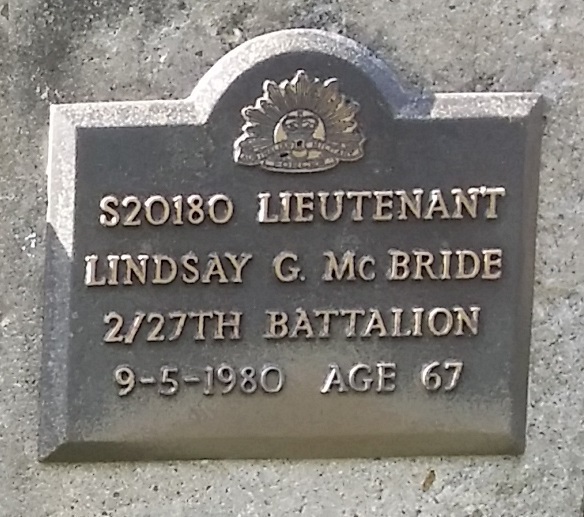 S20180 LIEUTENANT
LINDSAY G. Mc BRIDE
2/27TH BATTALION
9-5-1980 AGE 67